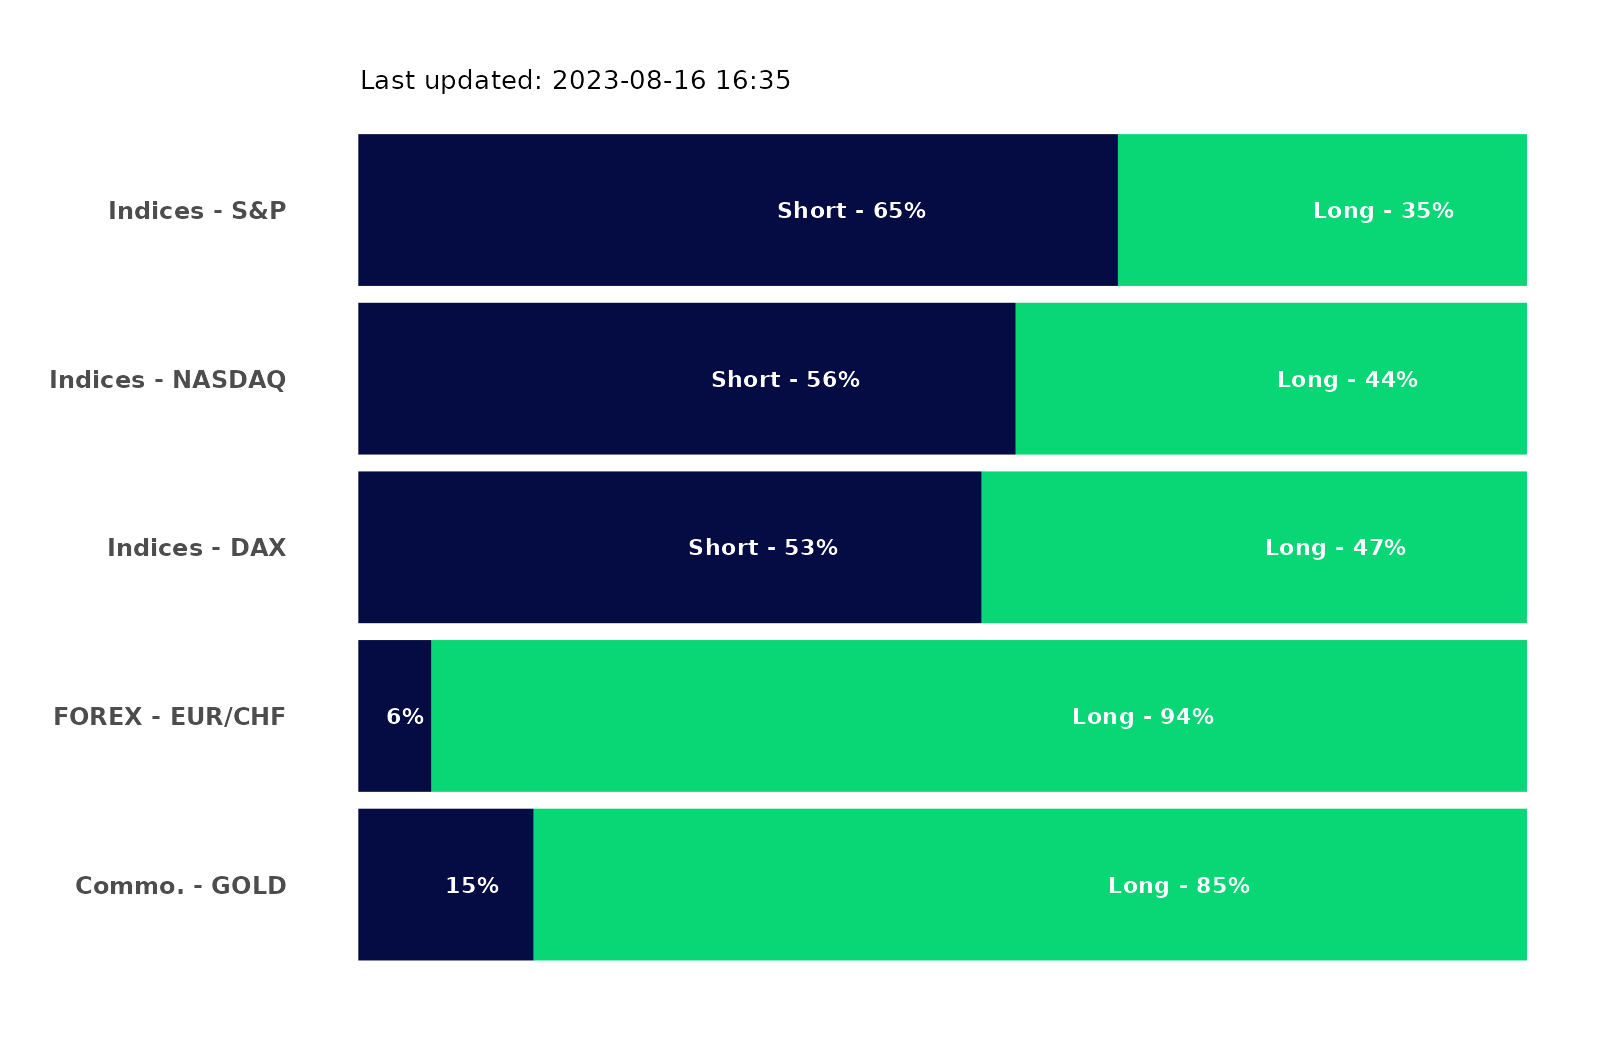 Last updated: 2023-08-16 16:35
Indices - S&P Short - 65% Long - 35%
Indices - NASDAQ Short - 56% Long - 44%
Indices - DAX Short - 53% Long - 47%
FOREX - EUR/CHF 6% Long - 94%
Commo. - GOLD 15% Long - 85%